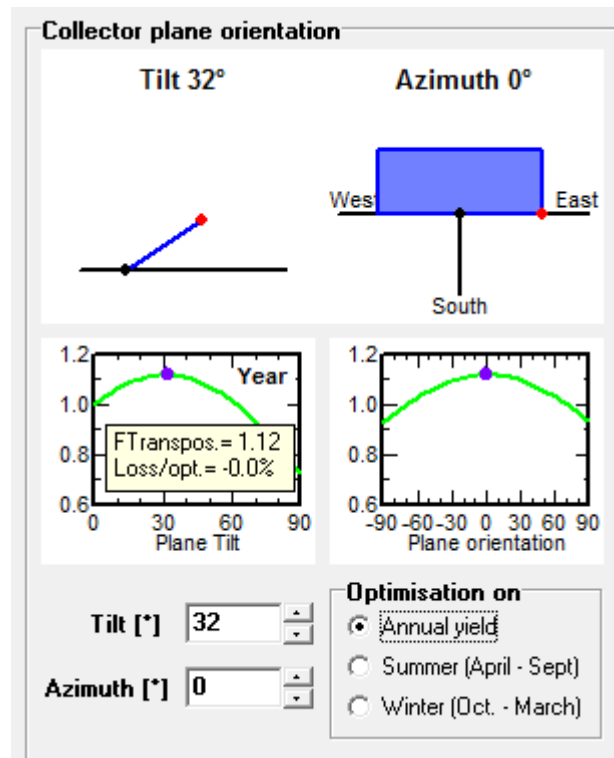 Collector plane orientation
Tilt 32°
Azimuth 0°
West
East
South
1.2
1.0
0.8
0.6
Year
FTranspos.= 1.12
Loss/opt.= -0.0%
0 30 60 90
Plane Tilt
1.2
1.0
0.8
0.6
-90 -60 -30 0 30 60 90
Plane orientation
Tilt [°] 32
Azimuth [°] 0
Optimisation on
Annual yield
Summer (April - Sept)
Winter (Oct. - March)